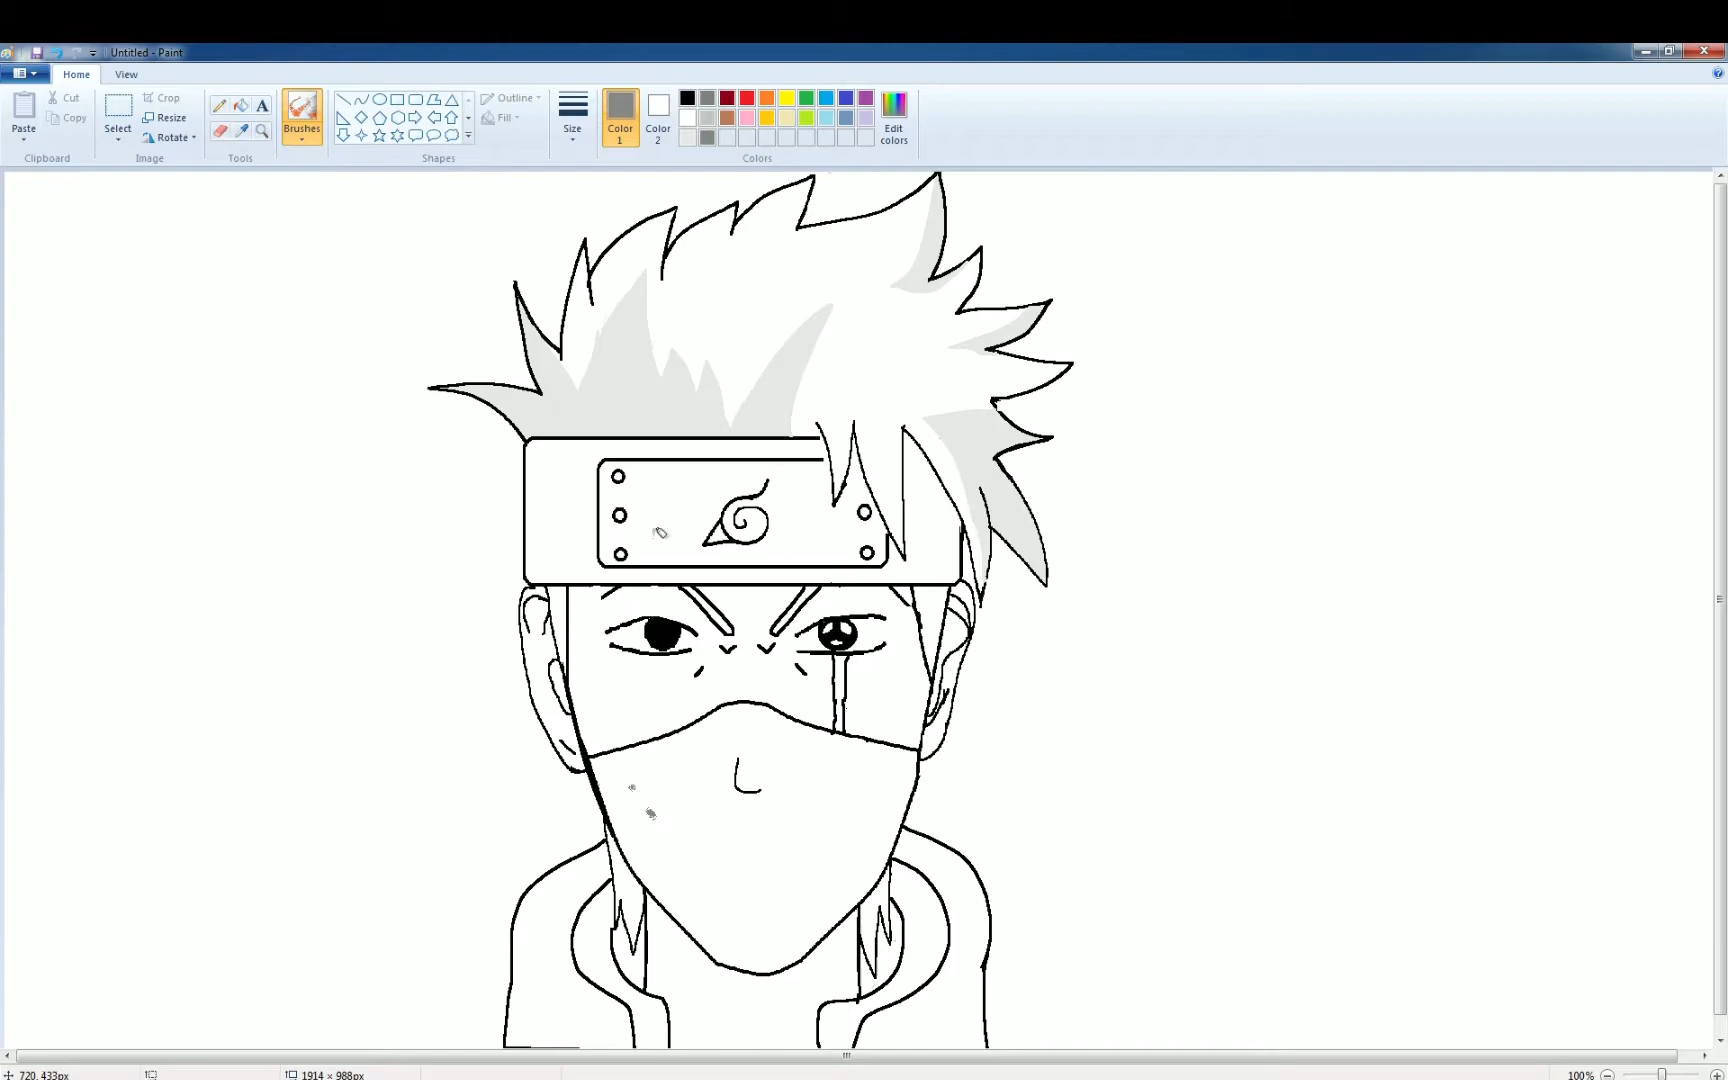 Untitled - Paint
Home View
Paste
Cut
Copy
Clipboard
Select
Crop
Resize
Rotate
Image
A
Tools
Brushes
Outline
Fill
Shapes
Size
Color 1
Color 2
Edit colors
Colors
720, 433px
1914 × 988px
100%